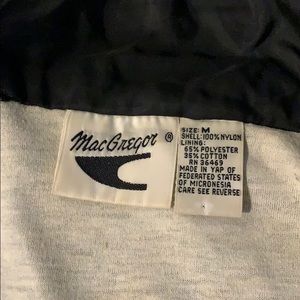 MacGregor ®
SIZE: M
SHELL: 100% NYLON
LINING:
65% POLYESTER
35% COTTON
RN 36469
MADE IN YAP OF
FEDERATED STATES
OF MICRONESIA
CARE SEE REVERSE